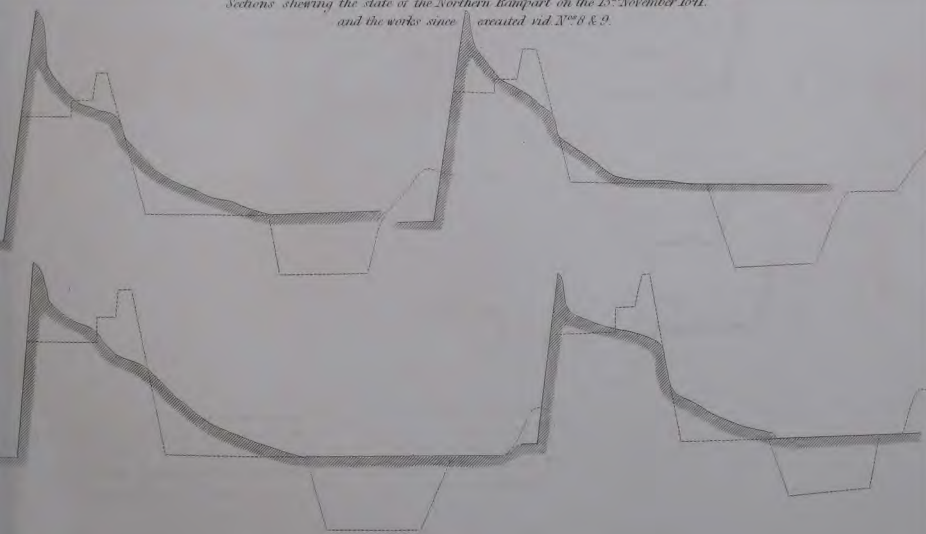 Sections shewing the state of the Northern Rampart on the 13th November 1841.
and the works since executed vid Nos 8 & 9.